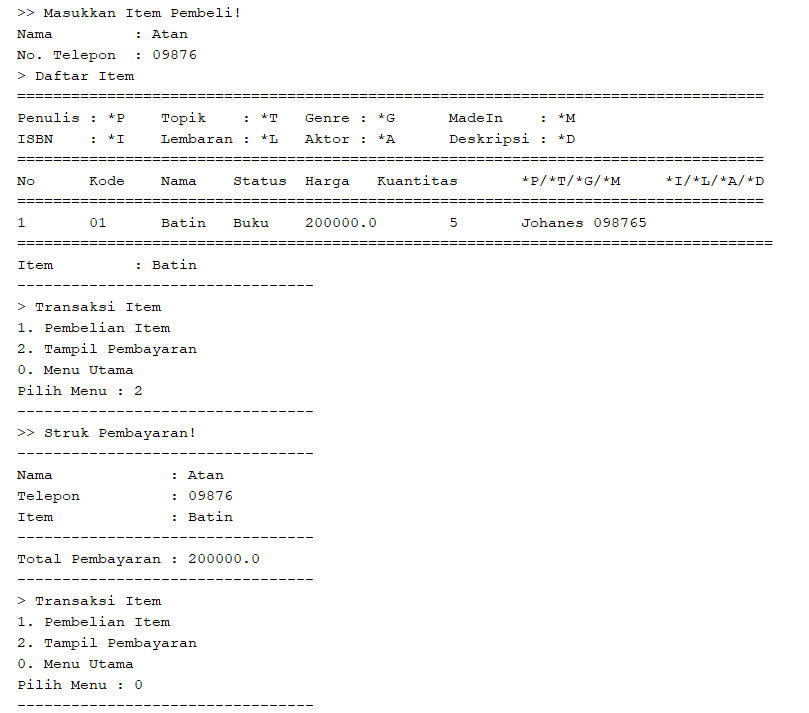 >> Masukkan Item Pembeli!
Nama         : Atan
No. Telepon  : 09876
> Daftar Item
===================================================================================
Penulis : *P    Topik    : *T   Genre : *G      MadeIn    : *M
ISBN    : *I    Lembaran : *L   Aktor : *A      Deskripsi : *D
===================================================================================
No      Kode    Nama    Status  Harga   Kuantitas       *P/*T/*G/*M     *I/*L/*A/*D
===================================================================================
1       01      Batin   Buku    200000.0        5       Johanes 098765
====================================================================================
Item         : Batin
---------------------------------
> Transaksi Item
1. Pembelian Item
2. Tampil Pembayaran
0. Menu Utama
Pilih Menu : 2
---------------------------------
>> Struk Pembayaran!
---------------------------------
Nama             : Atan
Telepon          : 09876
Item             : Batin
---------------------------------
Total Pembayaran : 200000.0
---------------------------------
> Transaksi Item
1. Pembelian Item
2. Tampil Pembayaran
0. Menu Utama
Pilih Menu : 0
---------------------------------